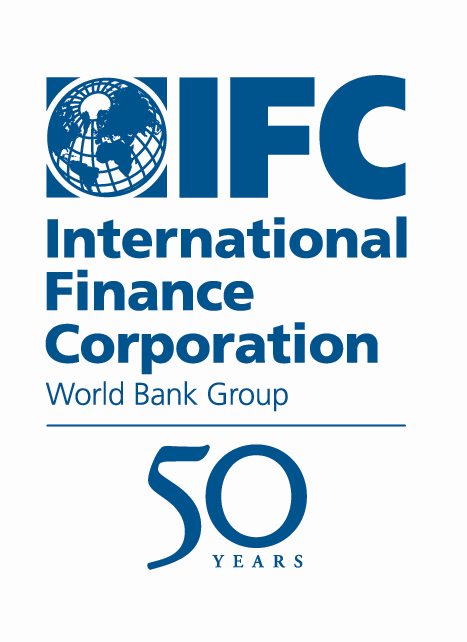 IFC
International
Finance
Corporation
World Bank Group
50
YEARS